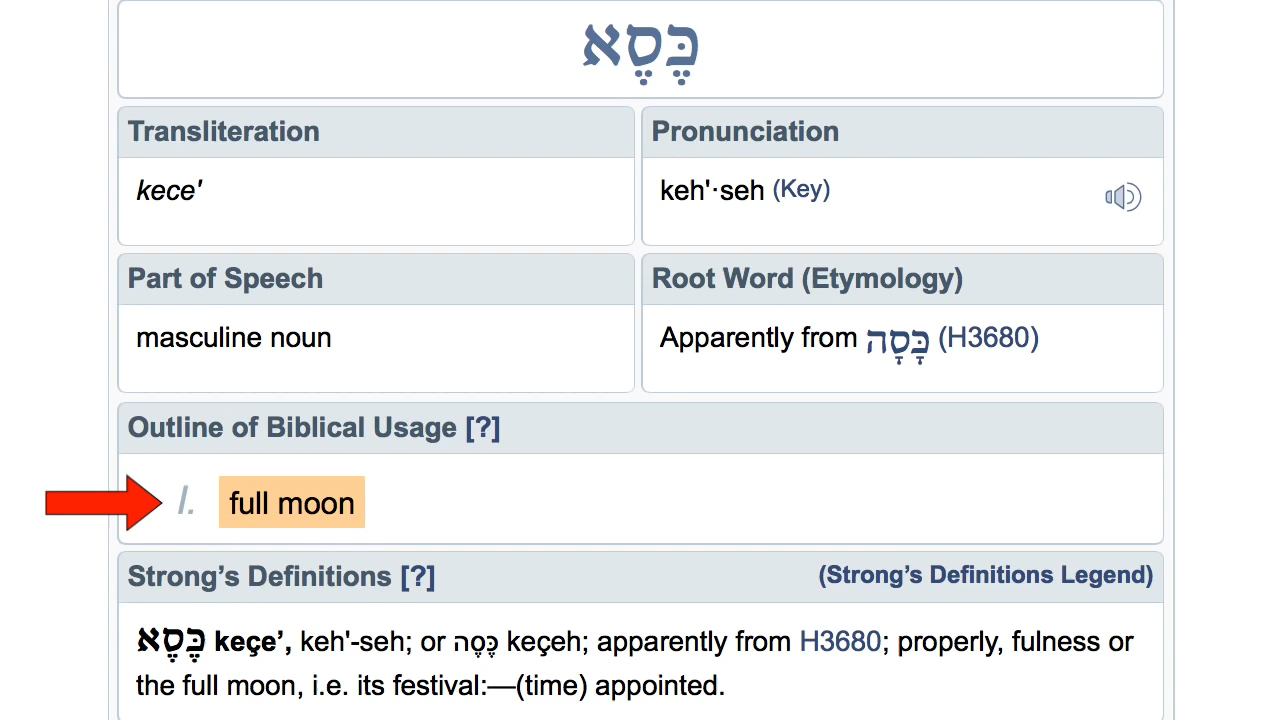 כֶּסֶא
Transliteration
Pronunciation
kece'
keh'·seh (Key)
Part of Speech
Root Word (Etymology)
masculine noun
Apparently from כָּסָה (H3680)
Outline of Biblical Usage [?]
I. full moon
Strong’s Definitions [?]
(Strong’s Definitions Legend)
כֶּסֶא keçeʼ, keh'-seh; or כֶּסֶה keçeh; apparently from H3680; properly, fulness or
the full moon, i.e. its festival:—(time) appointed.